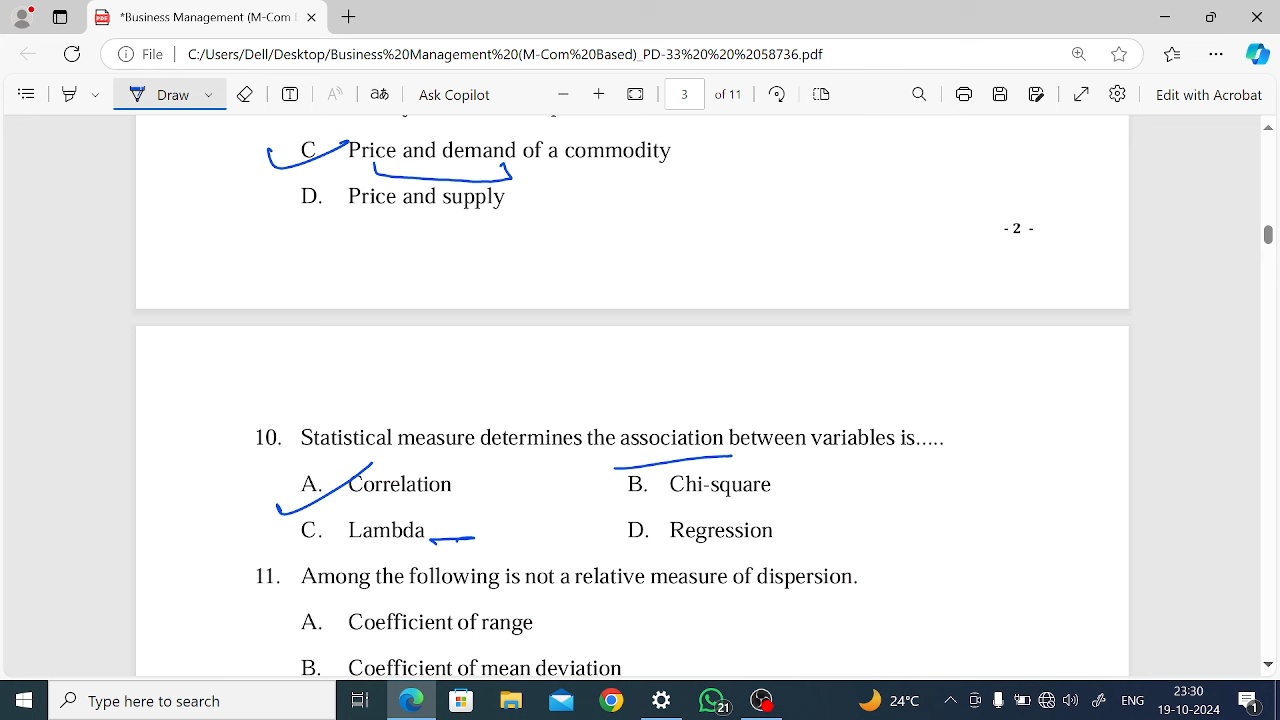 *Business Management (M-Com
File
C:/Users/Dell/Desktop/Business%20Management%20(M-Com%20Based)_PD-33%20%20%2058736.pdf
Draw
Ask Copilot
3
of 11
Edit with Acrobat
C. Price and demand of a commodity
D. Price and supply
- 2 -
10. Statistical measure determines the association between variables is.....
A. Correlation
B. Chi-square
C. Lambda
D. Regression
11. Among the following is not a relative measure of dispersion.
A. Coefficient of range
B. Coefficient of mean deviation
Type here to search
21
24°C
ENG
23:30
19-10-2024
1